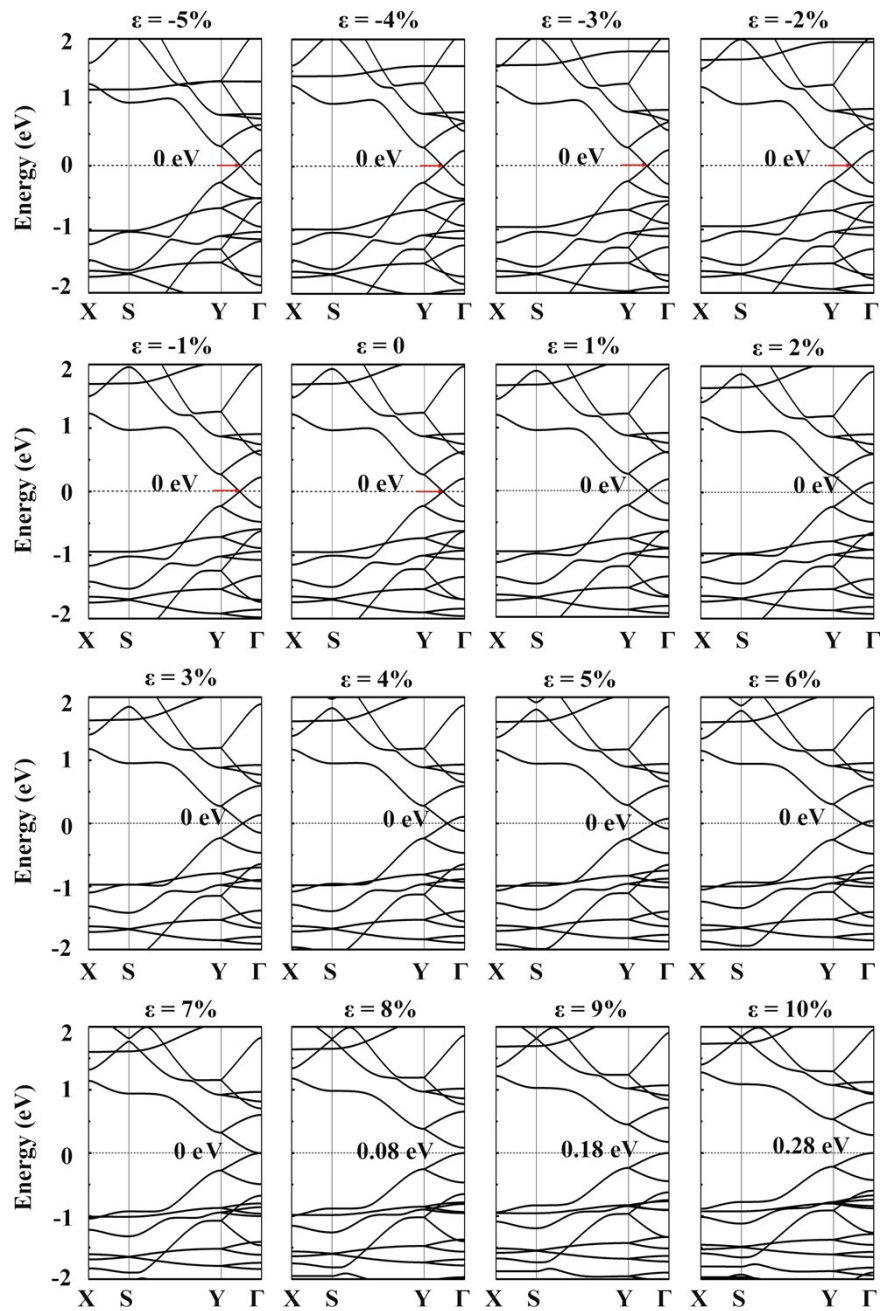 ε = -5% ε = -4% ε = -3% ε = -2%
2
1
0
-1
-2
Energy (eV)
0 eV 0 eV 0 eV 0 eV
X S Y Γ X S Y Γ X S Y Γ X S Y Γ
ε = -1% ε = 0 ε = 1% ε = 2%
2
1
0
-1
-2
Energy (eV)
0 eV 0 eV 0 eV 0 eV
X S Y Γ X S Y Γ X S Y Γ X S Y Γ
ε = 3% ε = 4% ε = 5% ε = 6%
2
1
0
-1
-2
Energy (eV)
0 eV 0 eV 0 eV 0 eV
X S Y Γ X S Y Γ X S Y Γ X S Y Γ
ε = 7% ε = 8% ε = 9% ε = 10%
2
1
0
-1
-2
Energy (eV)
0 eV 0.08 eV 0.18 eV 0.28 eV
X S Y Γ X S Y Γ X S Y Γ X S Y Γ